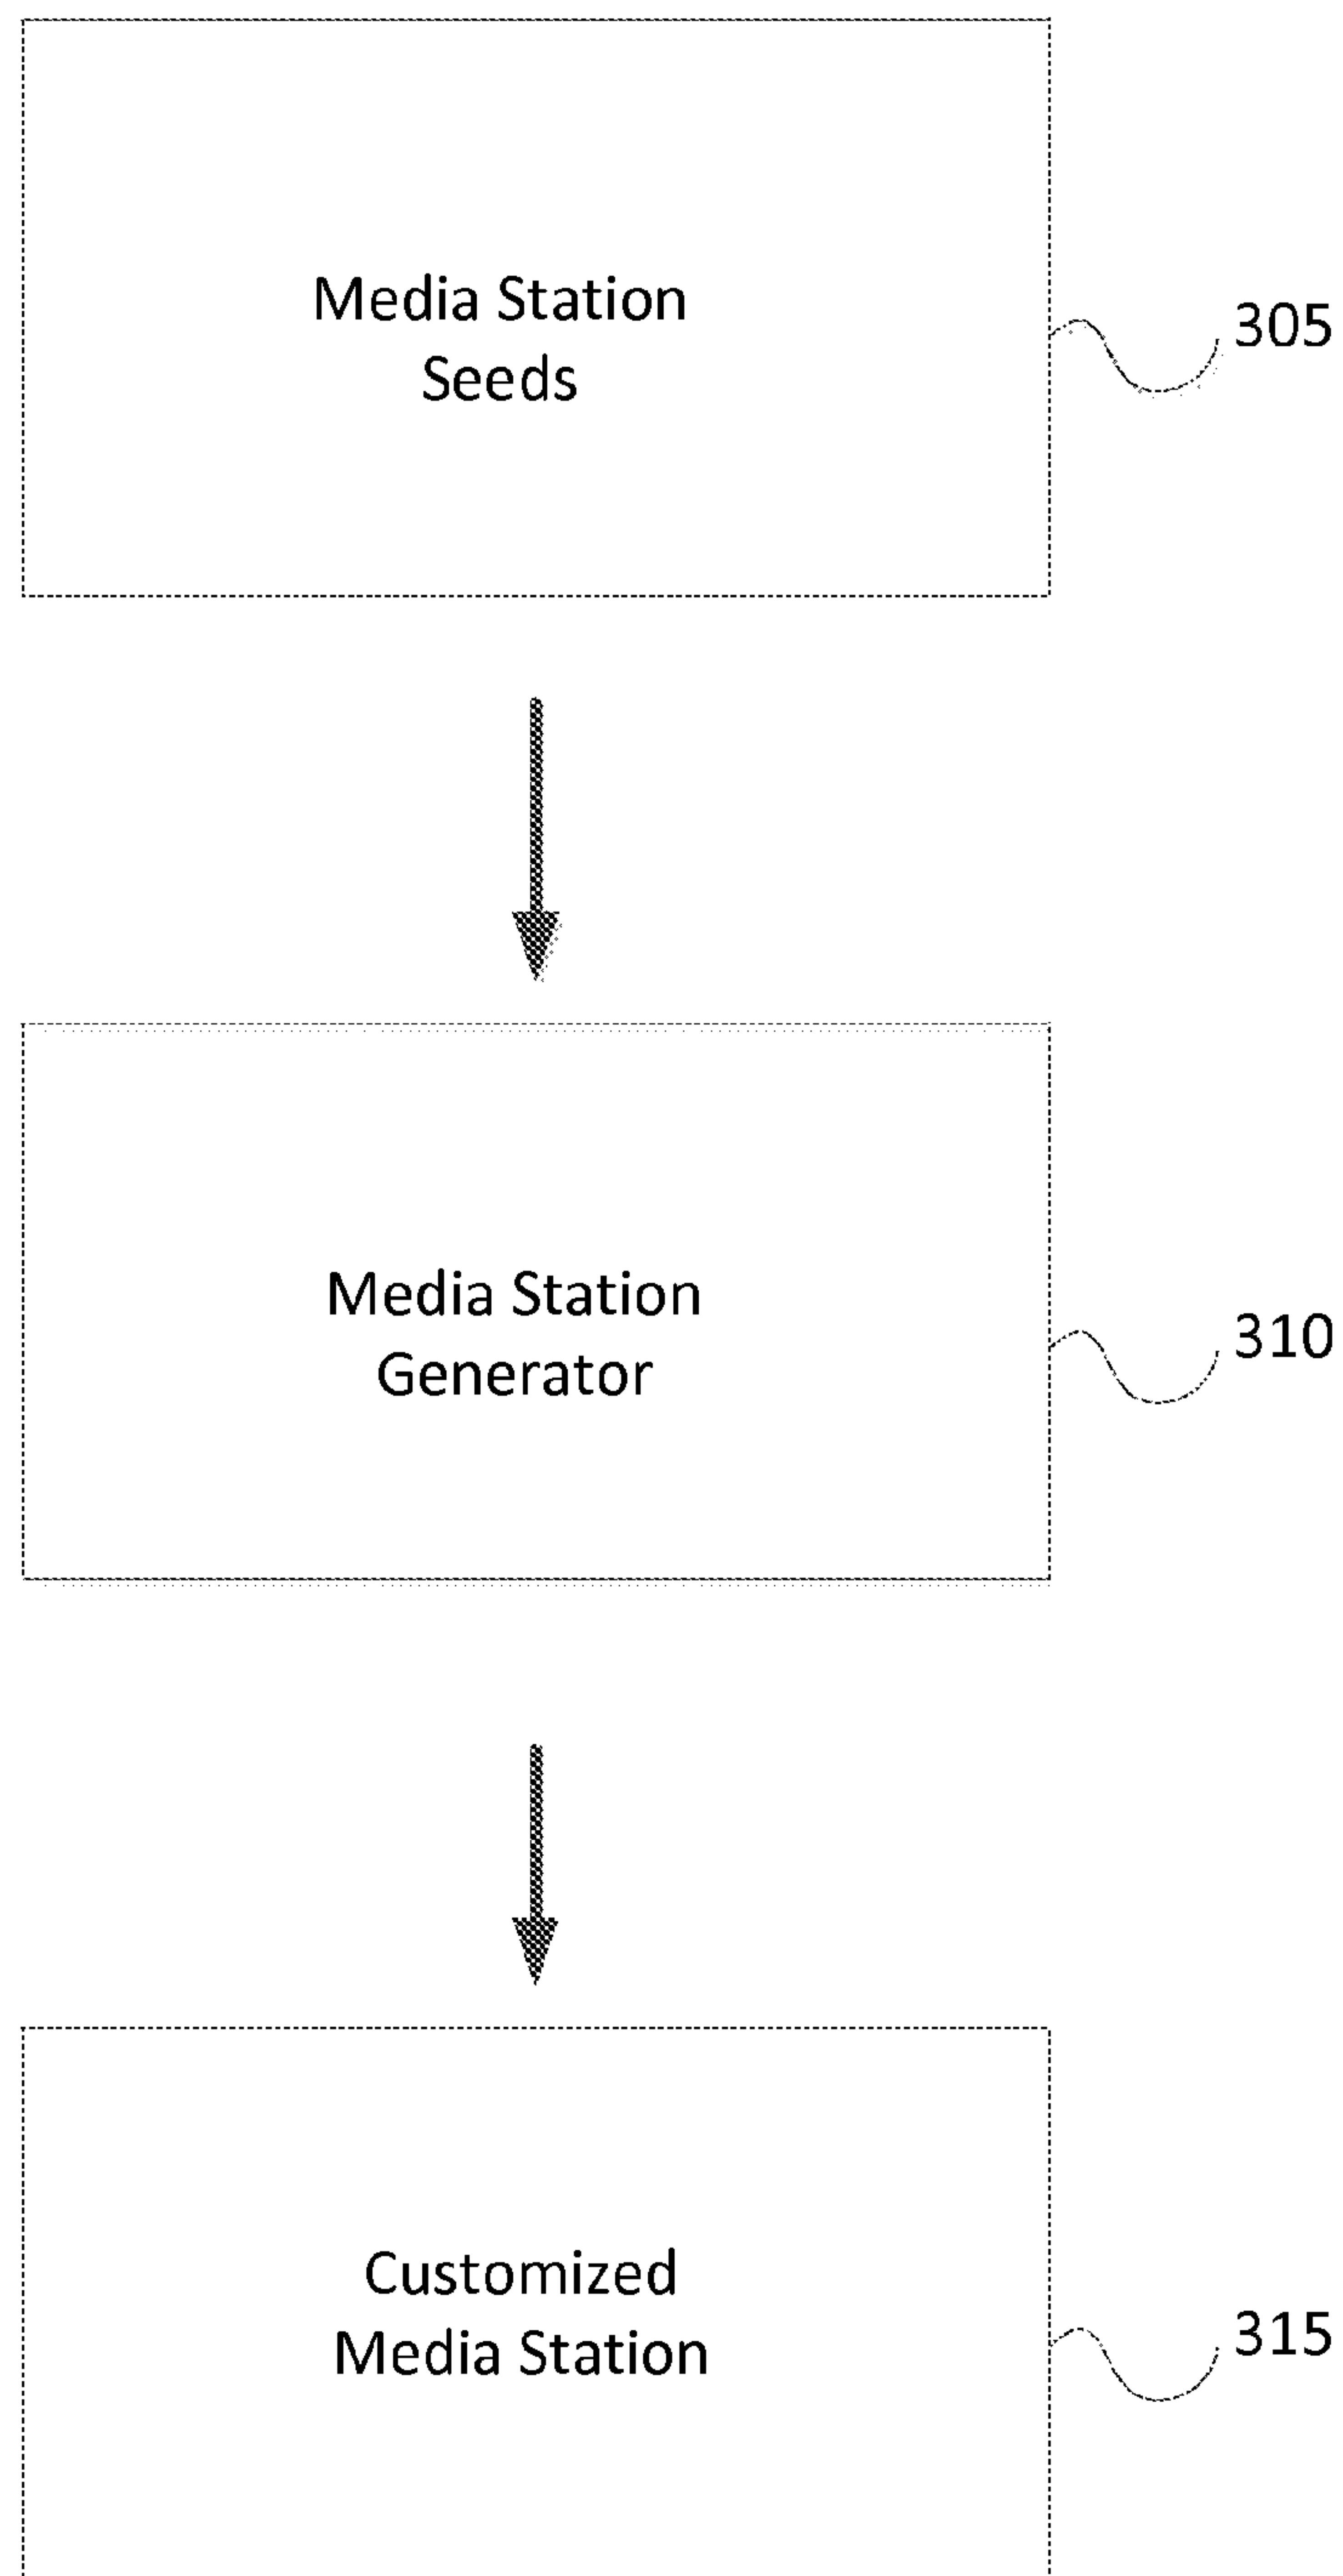 Media Station
Seeds
305
Media Station
Generator
310
Customized
Media Station
315